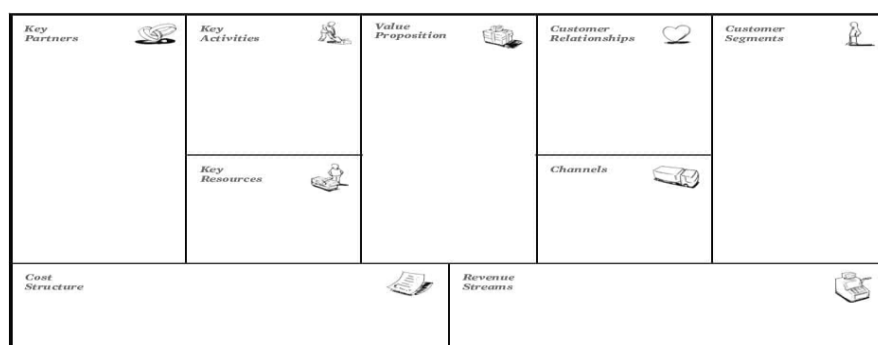 Key
Partners
Key
Activities
Value
Proposition
Customer
Relationships
Customer
Segments
Key
Resources
Channels
Cost
Structure
Revenue
Streams